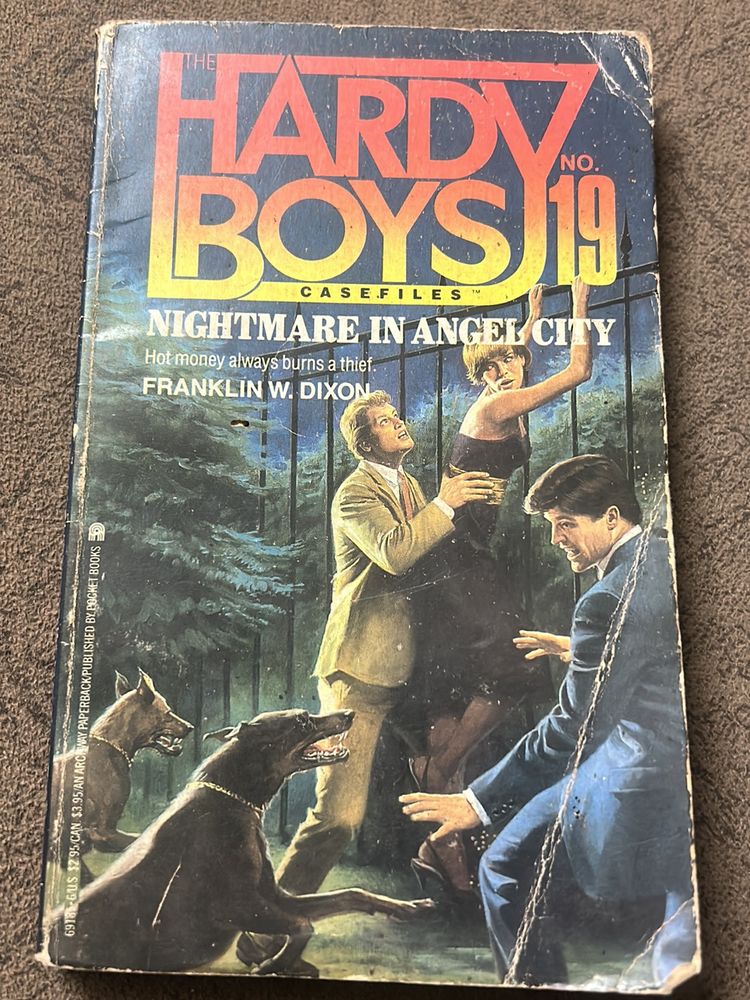 THE
HARDY
BOYS
NO.
19
CASEFILES™
NIGHTMARE IN ANGEL CITY
Hot money always burns a thief.
FRANKLIN W. DIXON
$2.95/CAN. $3.95/AN ARCHWAY PAPERBACK/PUBLISHED BY POCKET BOOKS